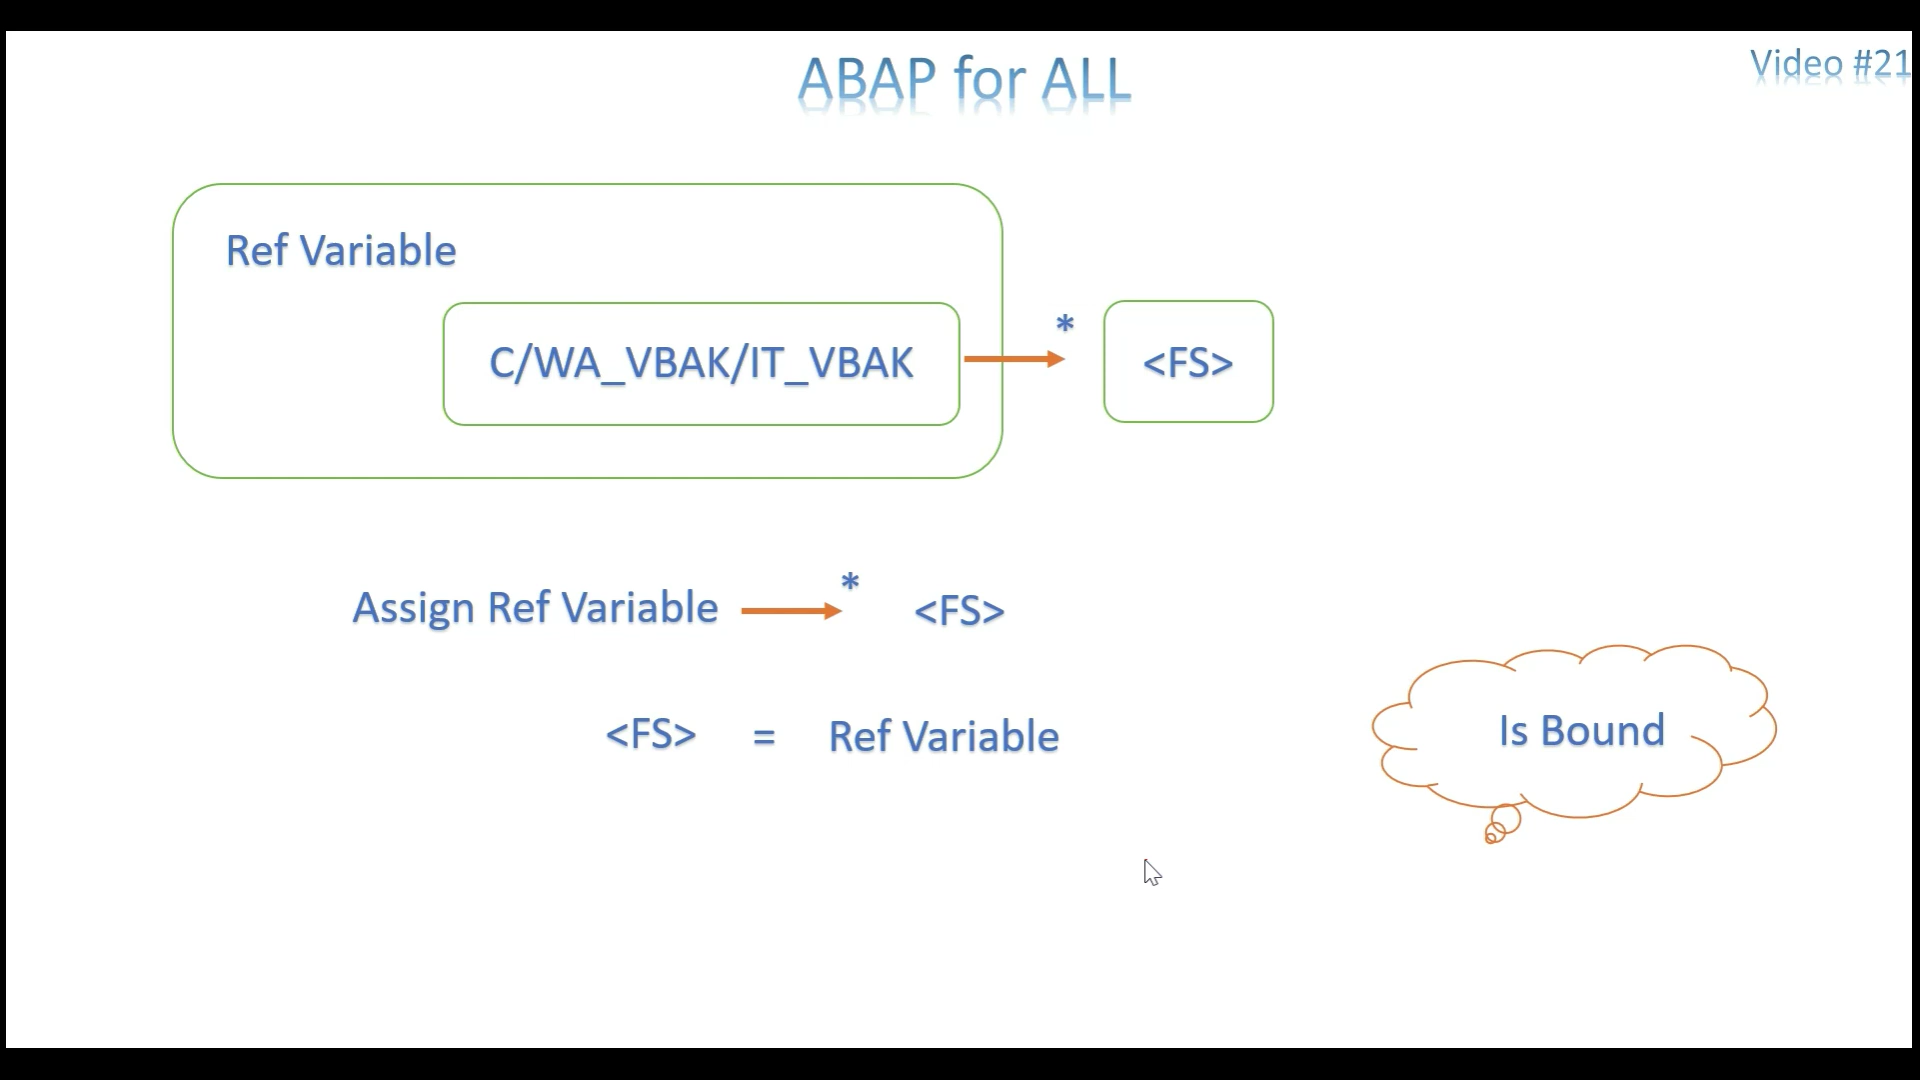 ABAP for ALL
Video #21
Ref Variable
C/WA_VBAK/IT_VBAK
*
<FS>
Assign Ref Variable * <FS>
<FS> = Ref Variable
Is Bound